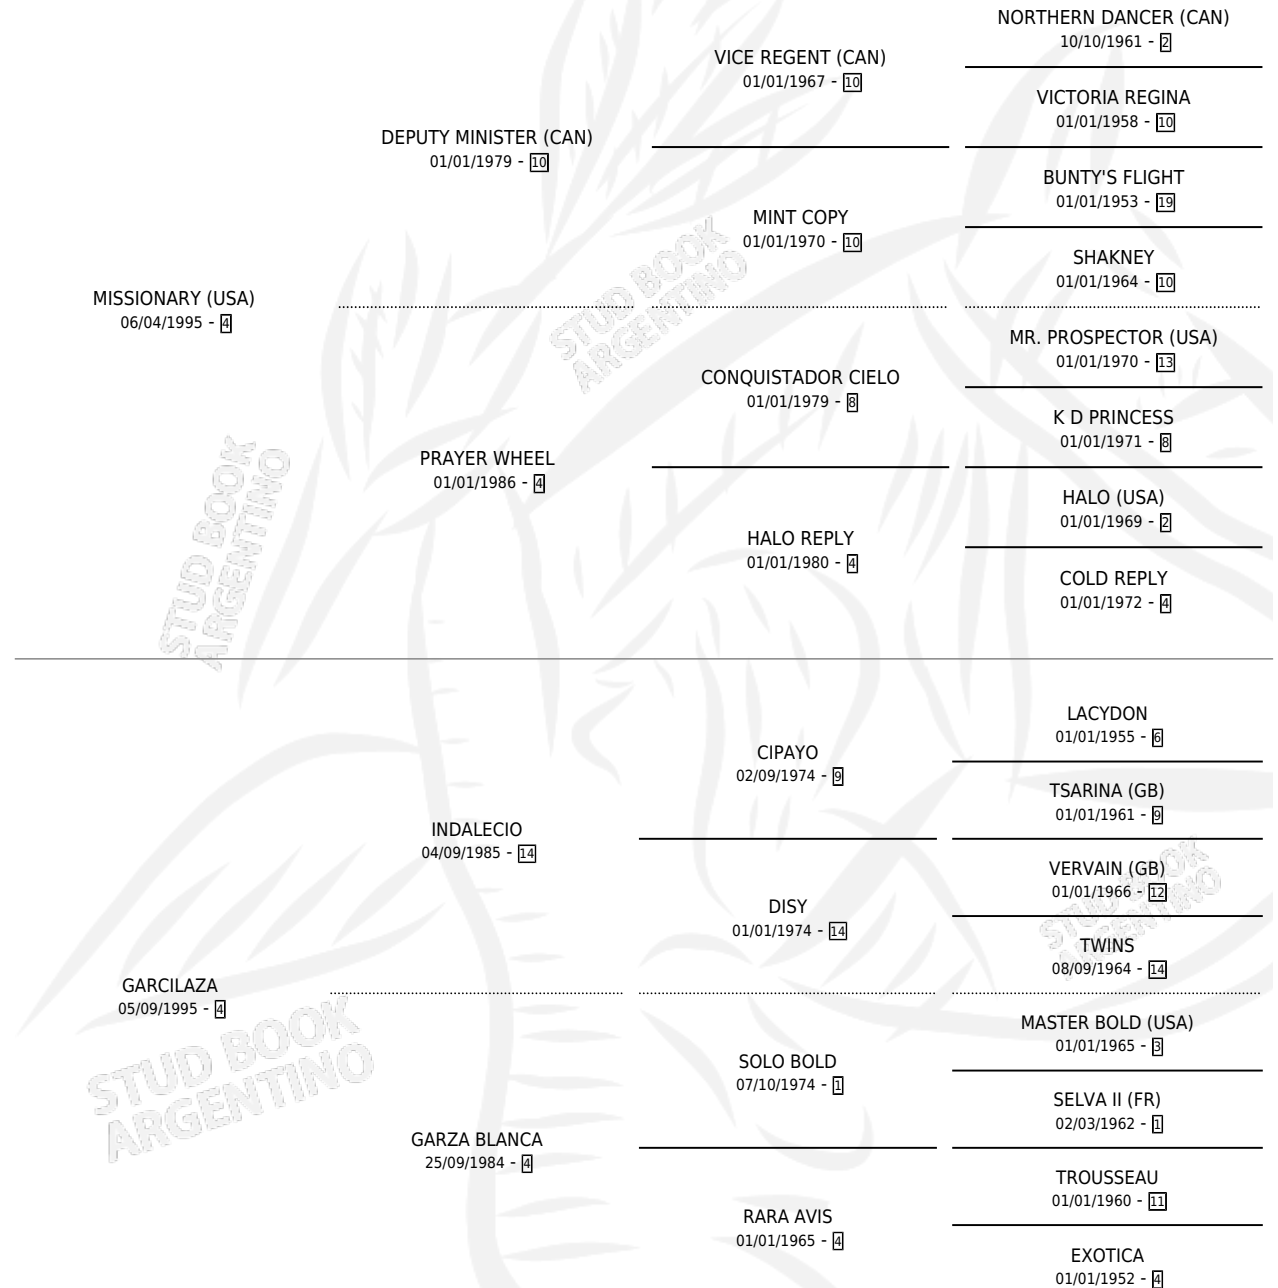 NORTHERN DANCER (CAN)
10/10/1961 - 2
VICE REGENT (CAN)
01/01/1967 - 10
VICTORIA REGINA
01/01/1958 - 10
DEPUTY MINISTER (CAN)
01/01/1979 - 10
BUNTY'S FLIGHT
01/01/1953 - 19
MINT COPY
01/01/1970 - 10
SHAKNEY
01/01/1964 - 10
MISSIONARY (USA)
06/04/1995 - 4
STUD BOOK
ARGENTINO
MR. PROSPECTOR (USA)
01/01/1970 - 13
CONQUISTADOR CIELO
01/01/1979 - 8
K D PRINCESS
01/01/1971 - 8
PRAYER WHEEL
01/01/1986 - 4
HALO (USA)
01/01/1969 - 2
HALO REPLY
01/01/1980 - 4
COLD REPLY
01/01/1972 - 4
STUD BOOK
ARGENTINO
LACYDON
01/01/1955 - 6
CIPAYO
02/09/1974 - 9
TSARINA (GB)
01/01/1961 - 9
INDALECIO
04/09/1985 - 14
VERVAIN (GB)
01/01/1966 - 12
DISY
01/01/1974 - 14
STUD BOOK
ARGENTINO
TWINS
08/09/1964 - 14
GARCILAZA
05/09/1995 - 4
MASTER BOLD (USA)
01/01/1965 - 3
STUD BOOK
ARGENTINO
SOLO BOLD
07/10/1974 - 1
SELVA II (FR)
02/03/1962 - 1
GARZA BLANCA
25/09/1984 - 4
TROUSSEAU
01/01/1960 - 11
RARA AVIS
01/01/1965 - 4
EXOTICA
01/01/1952 - 4